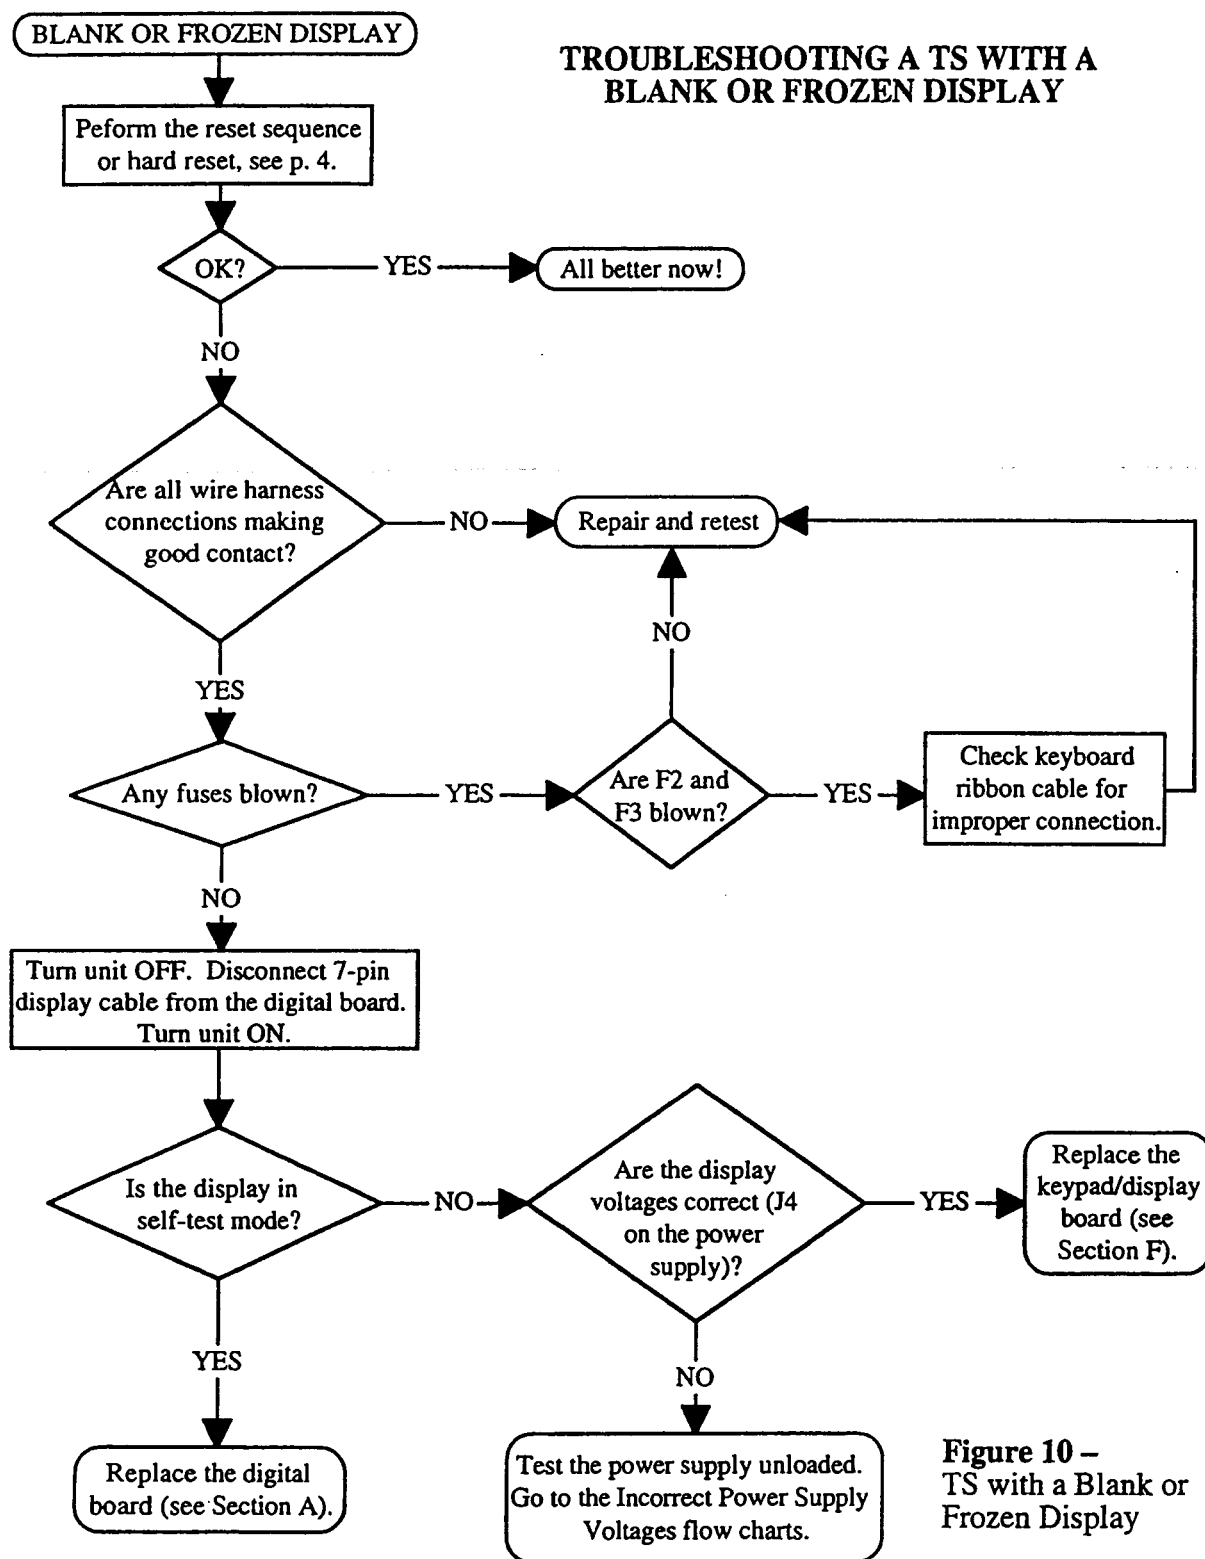 BLANK OR FROZEN DISPLAY
TROUBLESHOOTING A TS WITH A
BLANK OR FROZEN DISPLAY
Peform the reset sequence
or hard reset, see p. 4.
OK?
YES
All better now!
NO
Are all wire harness
connections making
good contact?
NO
Repair and retest
NO
YES
Any fuses blown?
YES
Are F2 and
F3 blown?
YES
Check keyboard
ribbon cable for
improper connection.
NO
Turn unit OFF. Disconnect 7-pin
display cable from the digital board.
Turn unit ON.
Is the display in
self-test mode?
NO
Are the display
voltages correct (J4
on the power
supply)?
YES
Replace the
keypad/display
board (see
Section F).
YES
NO
Replace the digital
board (see Section A).
Test the power supply unloaded.
Go to the Incorrect Power Supply
Voltages flow charts.
Figure 10 –
TS with a Blank or
Frozen Display